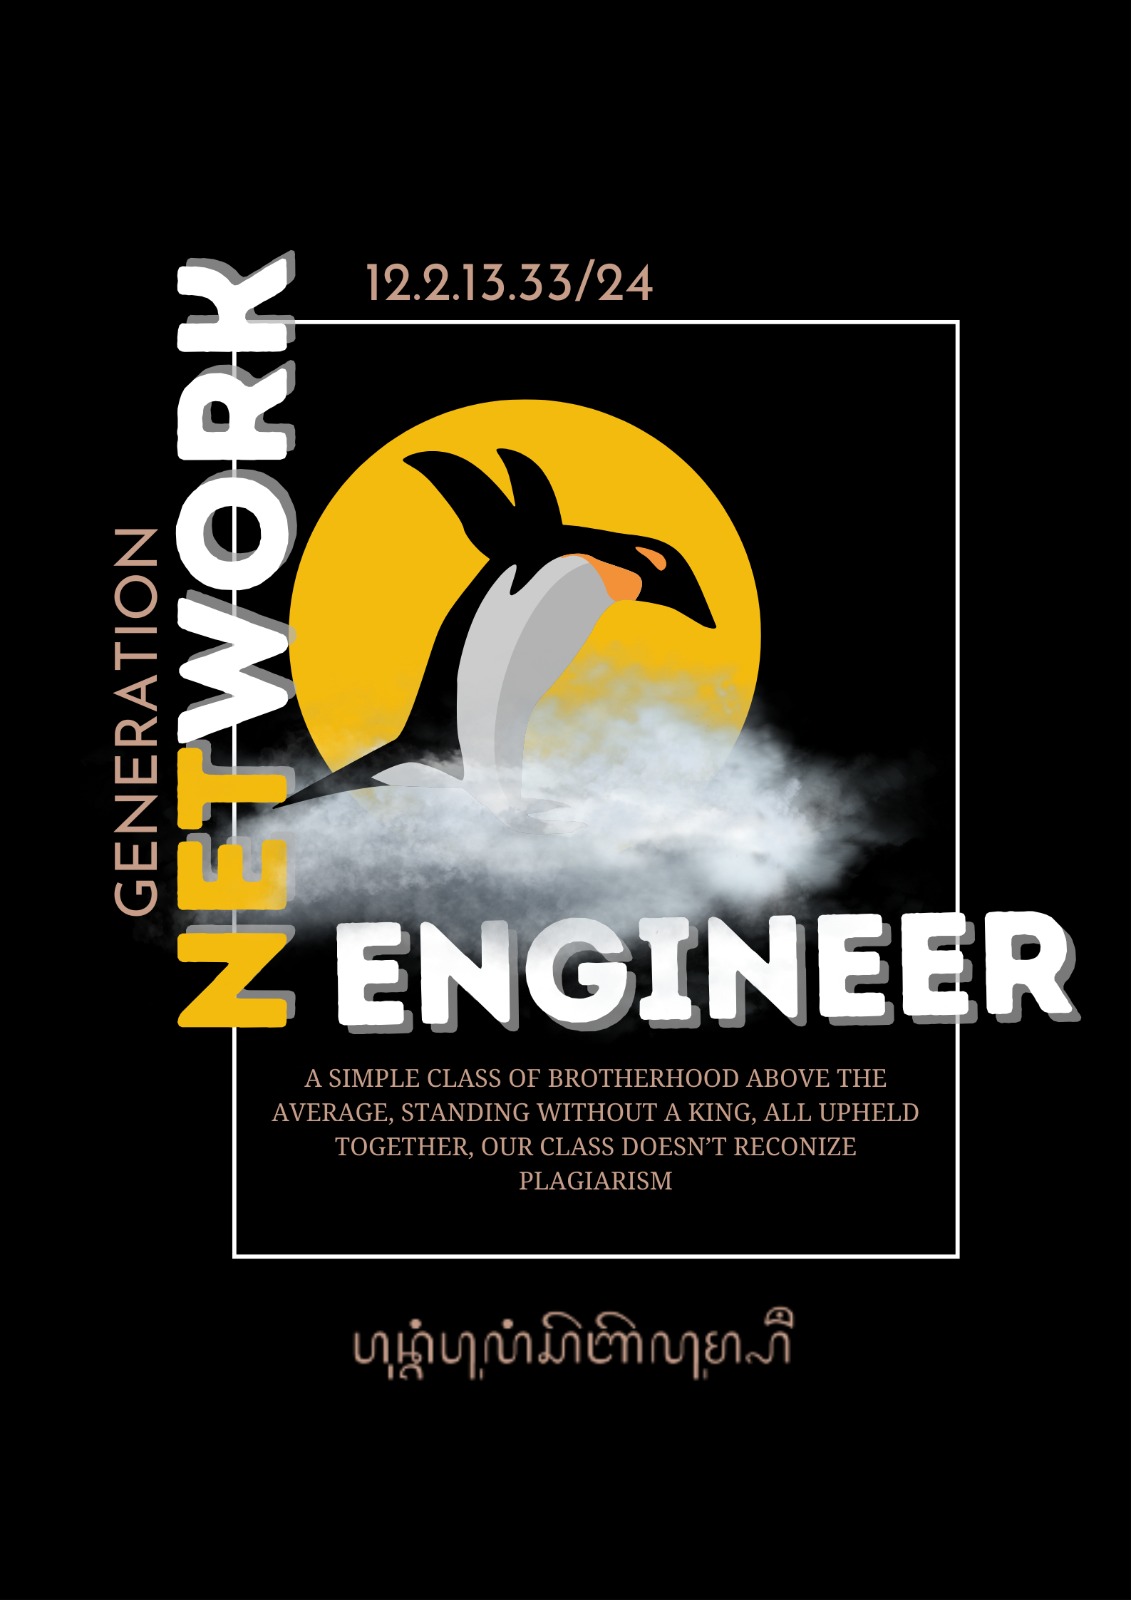 12.2.13.33/24
GENERATION
NETWORK
ENGINEER
A SIMPLE CLASS OF BROTHERHOOD ABOVE THE
AVERAGE, STANDING WITHOUT A KING, ALL UPHELD
TOGETHER, OUR CLASS DOESN’T RECONIZE
PLAGIARISM